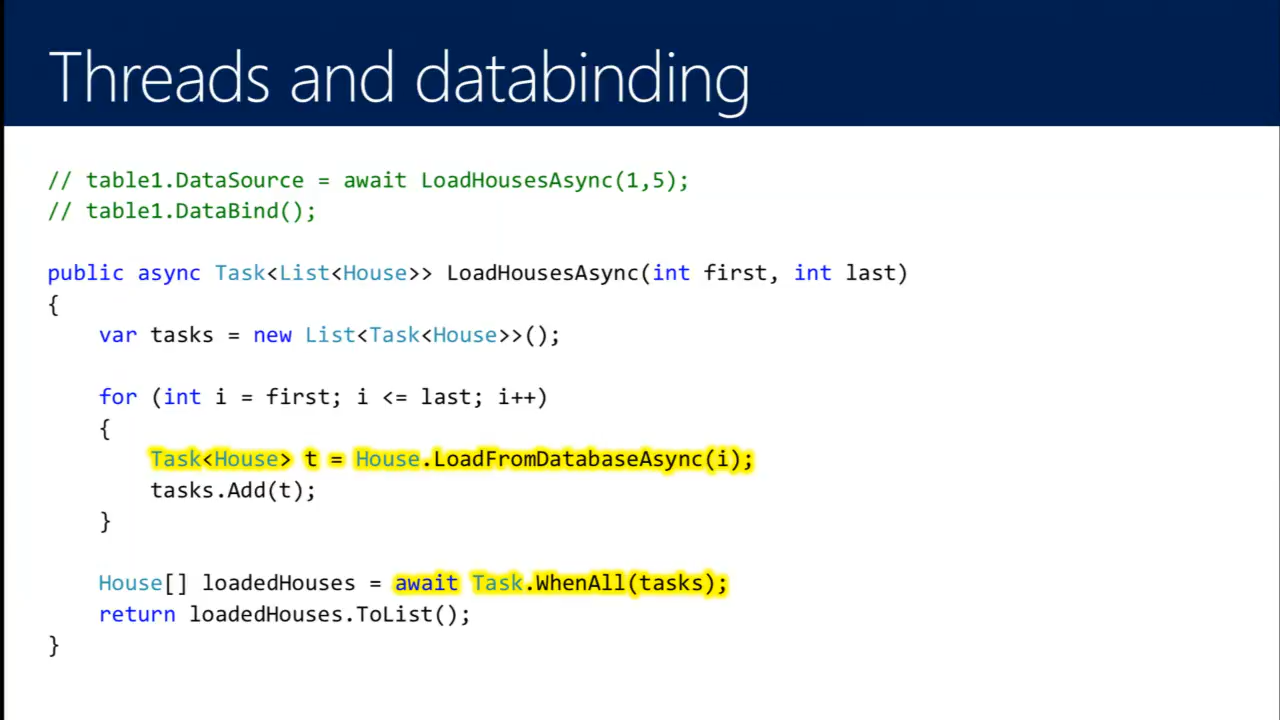 Threads and databinding
// table1.DataSource = await LoadHousesAsync(1,5);
// table1.DataBind();
public async Task<List<House>> LoadHousesAsync(int first, int last)
{
var tasks = new List<Task<House>>();
for (int i = first; i <= last; i++)
{
Task<House> t = House.LoadFromDatabaseAsync(i);
tasks.Add(t);
}
House[] loadedHouses = await Task.WhenAll(tasks);
return loadedHouses.ToList();
}